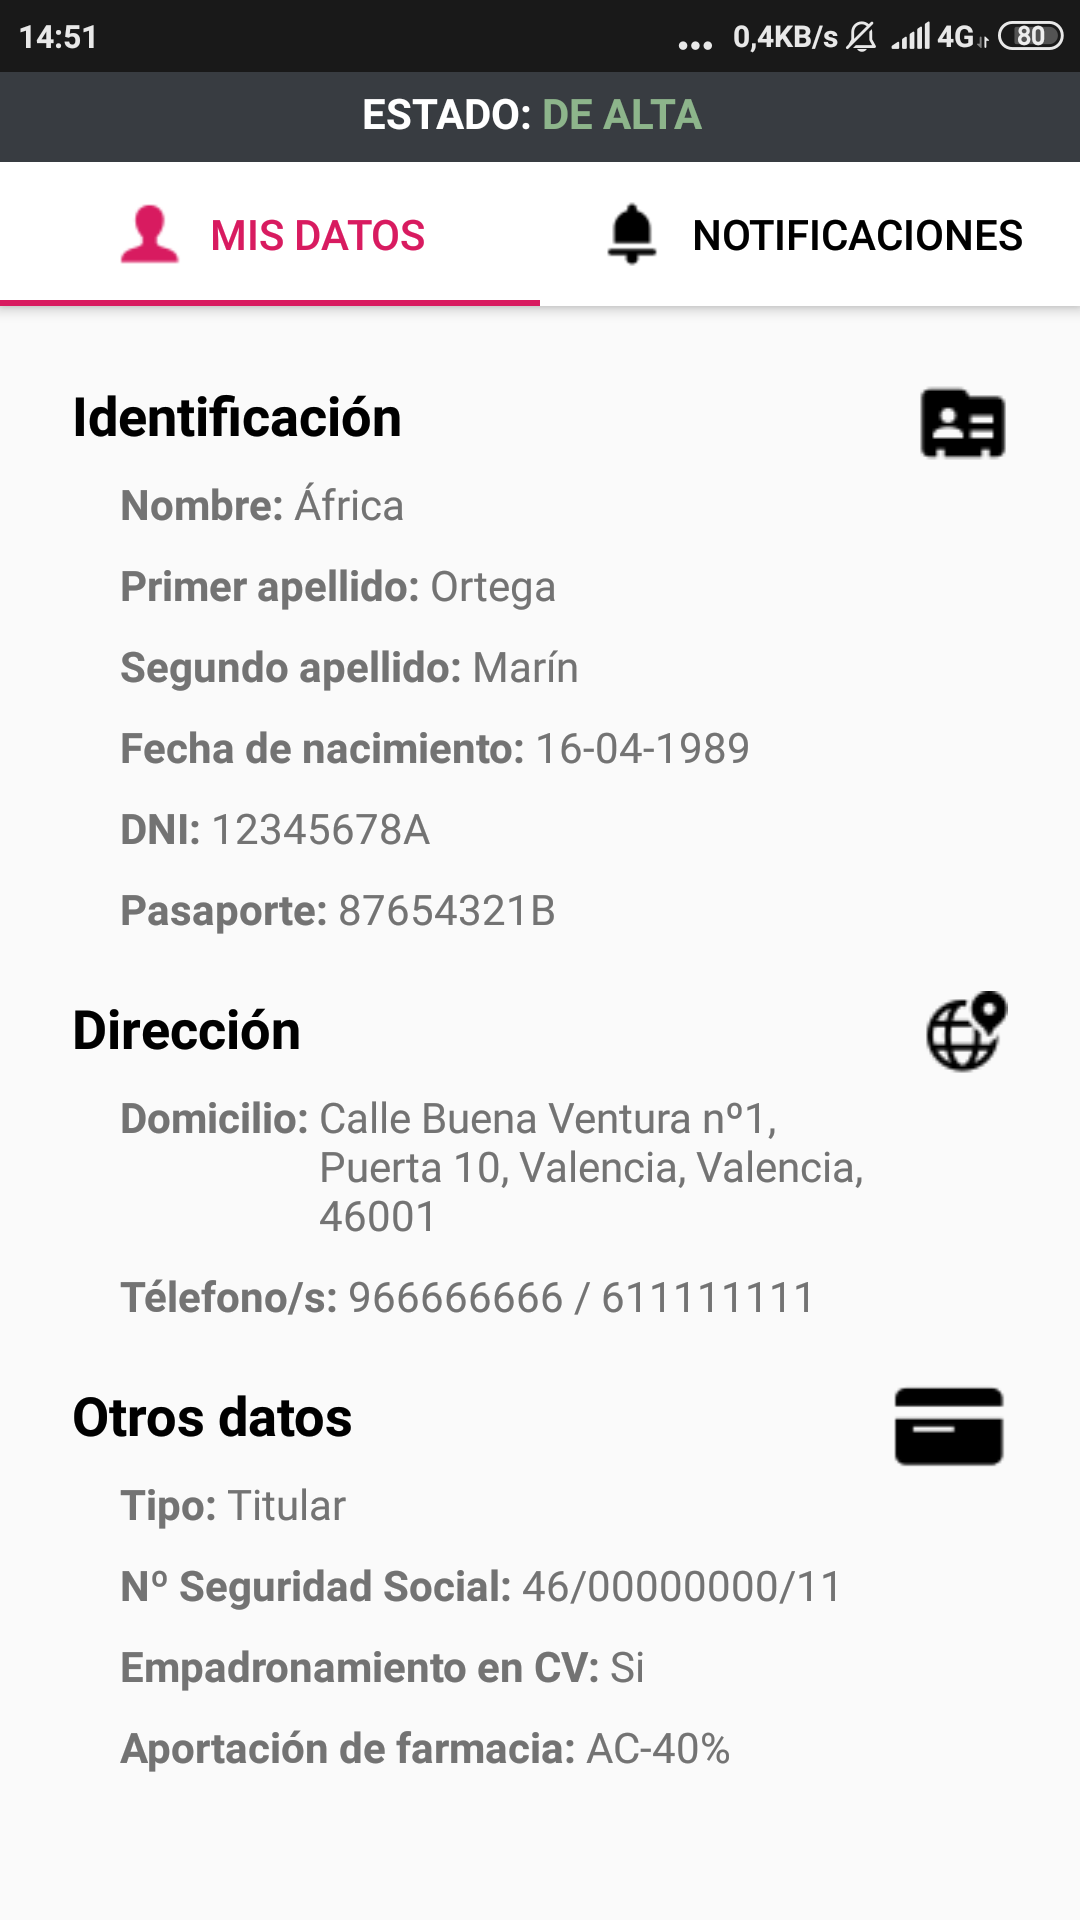 14:51 ... 0,4KB/s 4G 80
ESTADO: DE ALTA
MIS DATOS NOTIFICACIONES
Identificación
Nombre: África
Primer apellido: Ortega
Segundo apellido: Marín
Fecha de nacimiento: 16-04-1989
DNI: 12345678A
Pasaporte: 87654321B
Dirección
Domicilio: Calle Buena Ventura nº1,
Puerta 10, Valencia, Valencia,
46001
Télefono/s: 966666666 / 611111111
Otros datos
Tipo: Titular
Nº Seguridad Social: 46/00000000/11
Empadronamiento en CV: Si
Aportación de farmacia: AC-40%